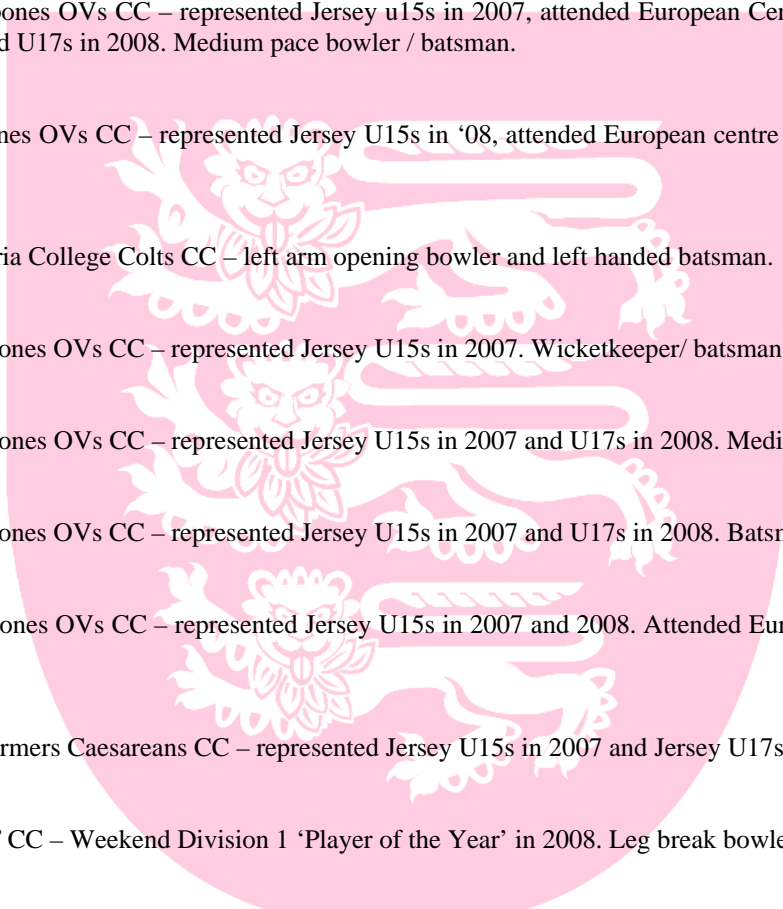 ones OVs CC – represented Jersey u15s in 2007, attended European Cen
d U17s in 2008. Medium pace bowler / batsman.
nes OVs CC – represented Jersey U15s in ‘08, attended European centre
ria College Colts CC – left arm opening bowler and left handed batsman.
ones OVs CC – represented Jersey U15s in 2007. Wicketkeeper/ batsman
ones OVs CC – represented Jersey U15s in 2007 and U17s in 2008. Medi
ones OVs CC – represented Jersey U15s in 2007 and U17s in 2008. Batsn
ones OVs CC – represented Jersey U15s in 2007 and 2008. Attended Eur
rmers Caesareans CC – represented Jersey U15s in 2007 and Jersey U17s
CC – Weekend Division 1 ‘Player of the Year’ in 2008. Leg break bowle